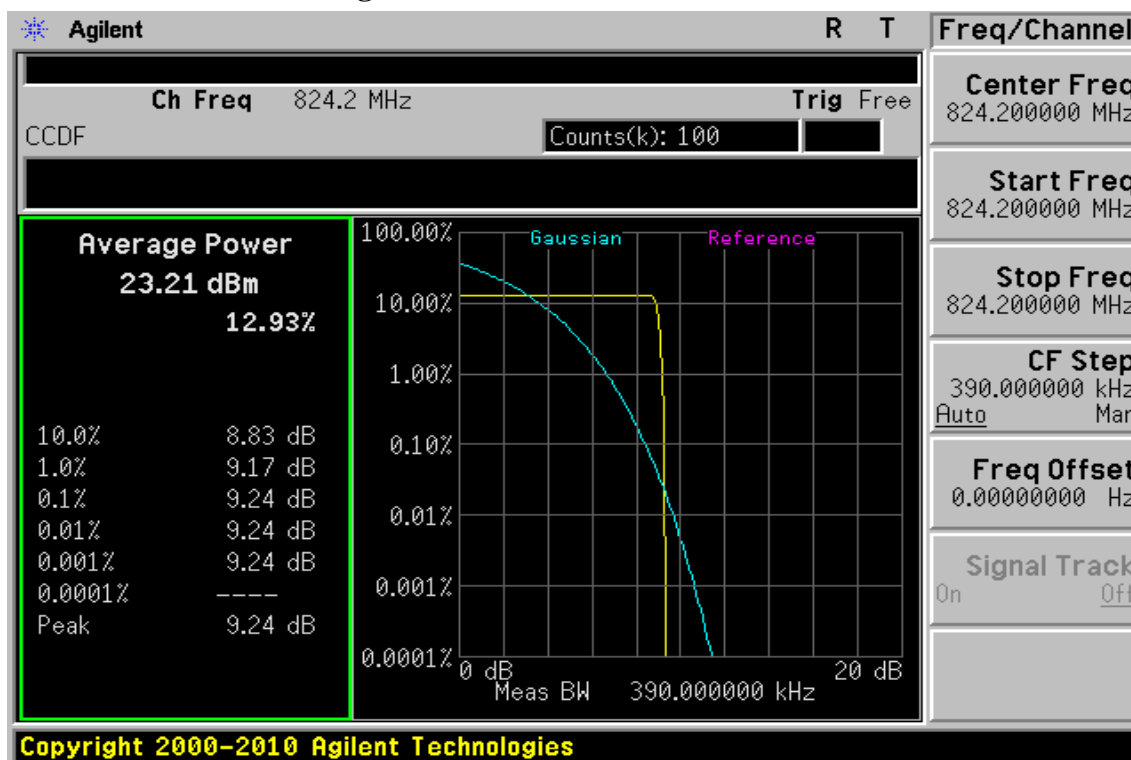 Agilent R T Freq/Channel
Ch Freq 824.2 MHz Trig Free
CCDF Counts(k): 100
Center Freq
824.200000 MHz
Start Freq
824.200000 MHz
Stop Freq
824.200000 MHz
CF Step
390.000000 kHz
Auto Man
Freq Offset
0.00000000 Hz
Signal Track
On Off
Average Power
23.21 dBm
12.93%
10.0% 8.83 dB
1.0% 9.17 dB
0.1% 9.24 dB
0.01% 9.24 dB
0.001% 9.24 dB
0.0001% ----
Peak 9.24 dB
Gaussian Reference
100.00%
10.00%
1.00%
0.10%
0.01%
0.001%
0.0001%
0 dB 20 dB
Meas BW 390.000000 kHz
Copyright 2000-2010 Agilent Technologies